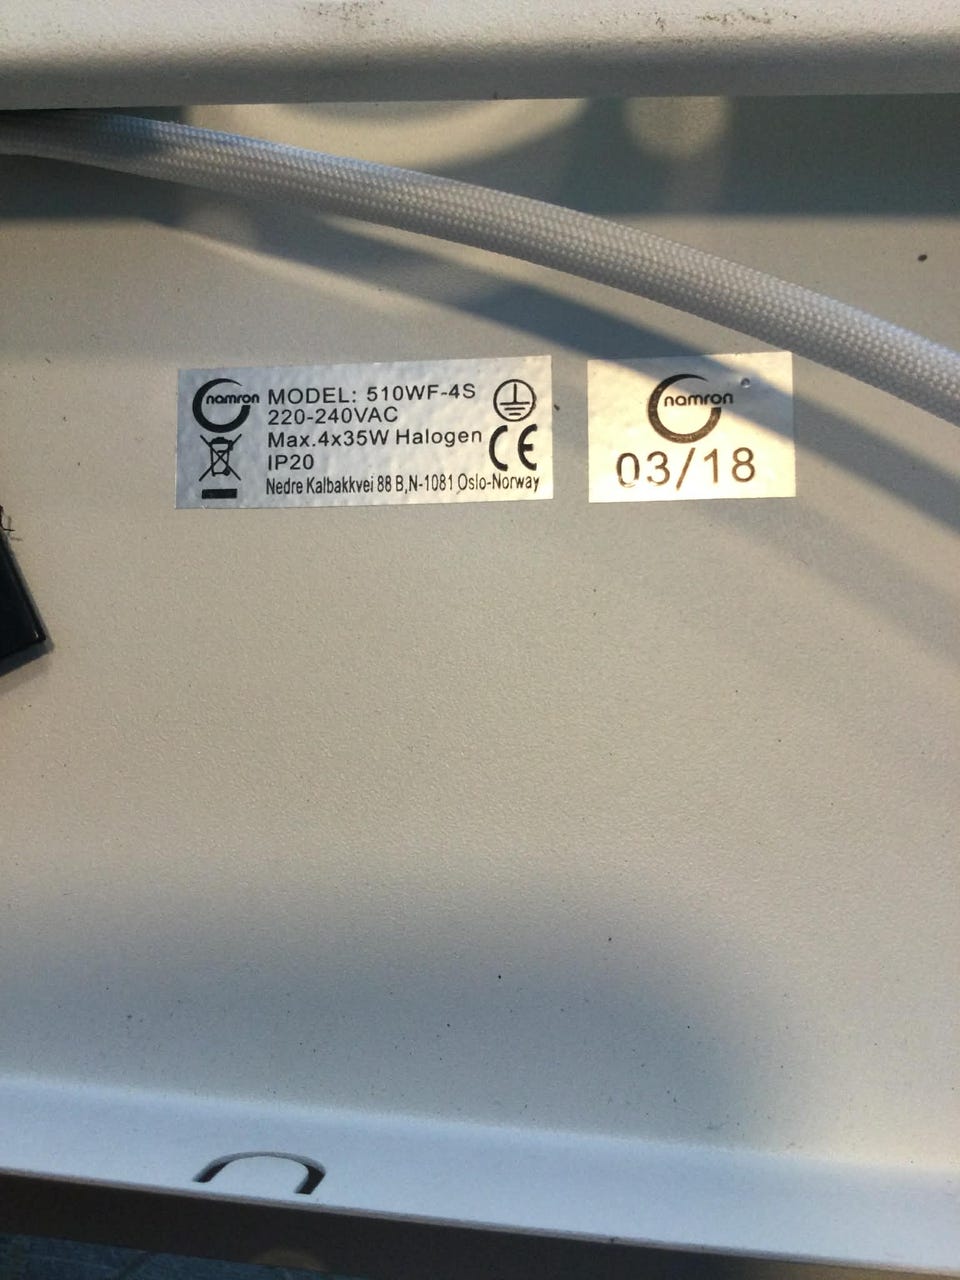 namron
MODEL: 510WF-4S
220-240VAC
Max.4x35W Halogen
IP20
CE
Nedre Kalbakkvei 88 B,N-1081 Oslo-Norway
namron
03/18